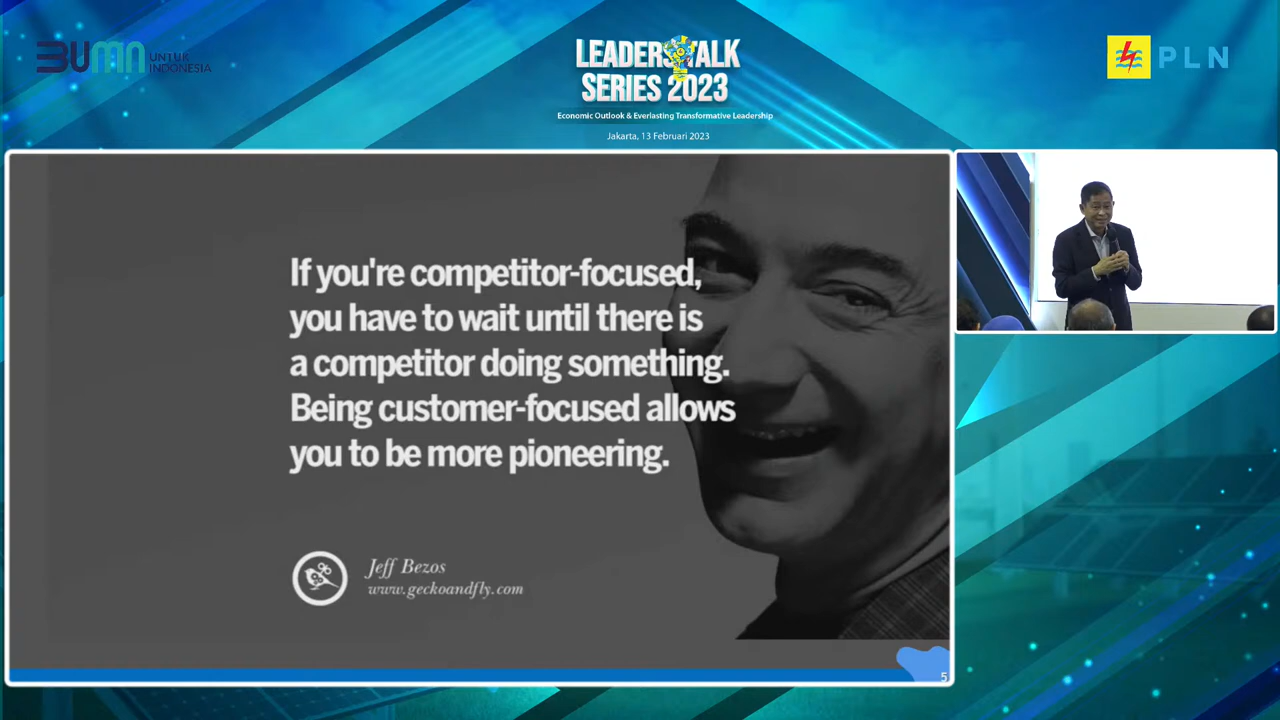 BUMN
UNTUK
INDONESIA
LEADERS TALK
SERIES 2023
Economic Outlook & Everlasting Transformative Leadership
Jakarta, 13 Februari 2023
PLN
If you're competitor-focused,
you have to wait until there is
a competitor doing something.
Being customer-focused allows
you to be more pioneering.
Jeff Bezos
www.geckoandfly.com
5